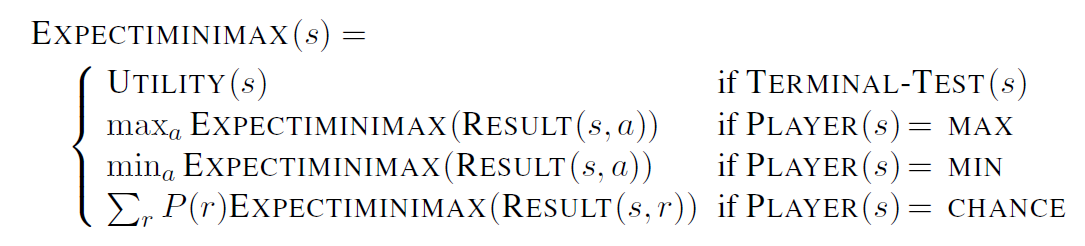 EXPECTIMINIMAX(s) =
UTILITY(s) if TERMINAL-TEST(s)
max_a EXPECTIMINIMAX(RESULT(s, a)) if PLAYER(s) = MAX
min_a EXPECTIMINIMAX(RESULT(s, a)) if PLAYER(s) = MIN
∑_r P(r)EXPECTIMINIMAX(RESULT(s, r)) if PLAYER(s) = CHANCE